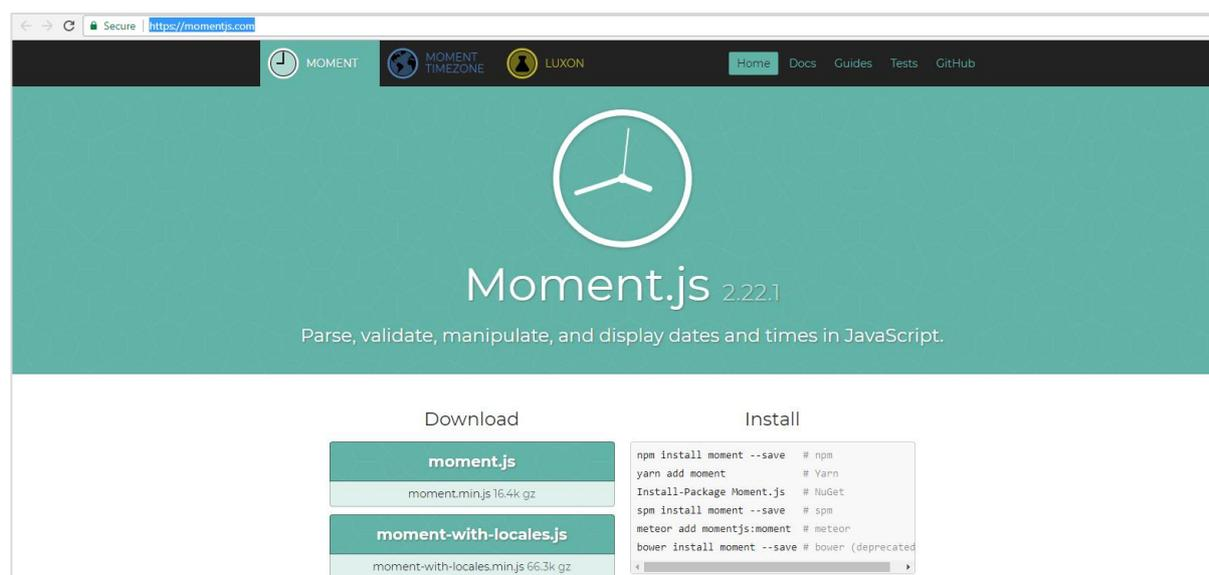 Secure | https://momentjs.com
MOMENT
MOMENT
TIMEZONE
LUXON
Home Docs Guides Tests GitHub
Moment.js 2.22.1
Parse, validate, manipulate, and display dates and times in JavaScript.
Download
moment.js
moment.min.js 16.4k gz
moment-with-locales.js
moment-with-locales.min.js 66.3k gz
Install
npm install moment --save # npm
yarn add moment # Yarn
Install-Package Moment.js # NuGet
spm install moment --save # spm
meteor add momentjs:moment # meteor
bower install moment --save # bower (deprecated